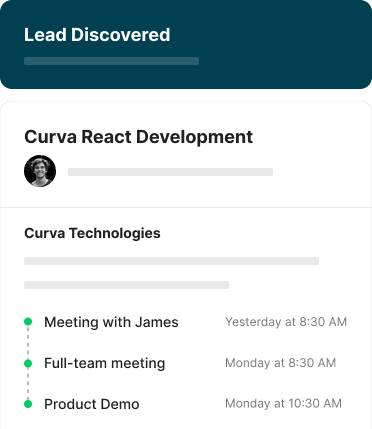 Lead Discovered
Curva React Development
Curva Technologies
Meeting with James Yesterday at 8:30 AM
Full-team meeting Monday at 8:30 AM
Product Demo Monday at 10:30 AM